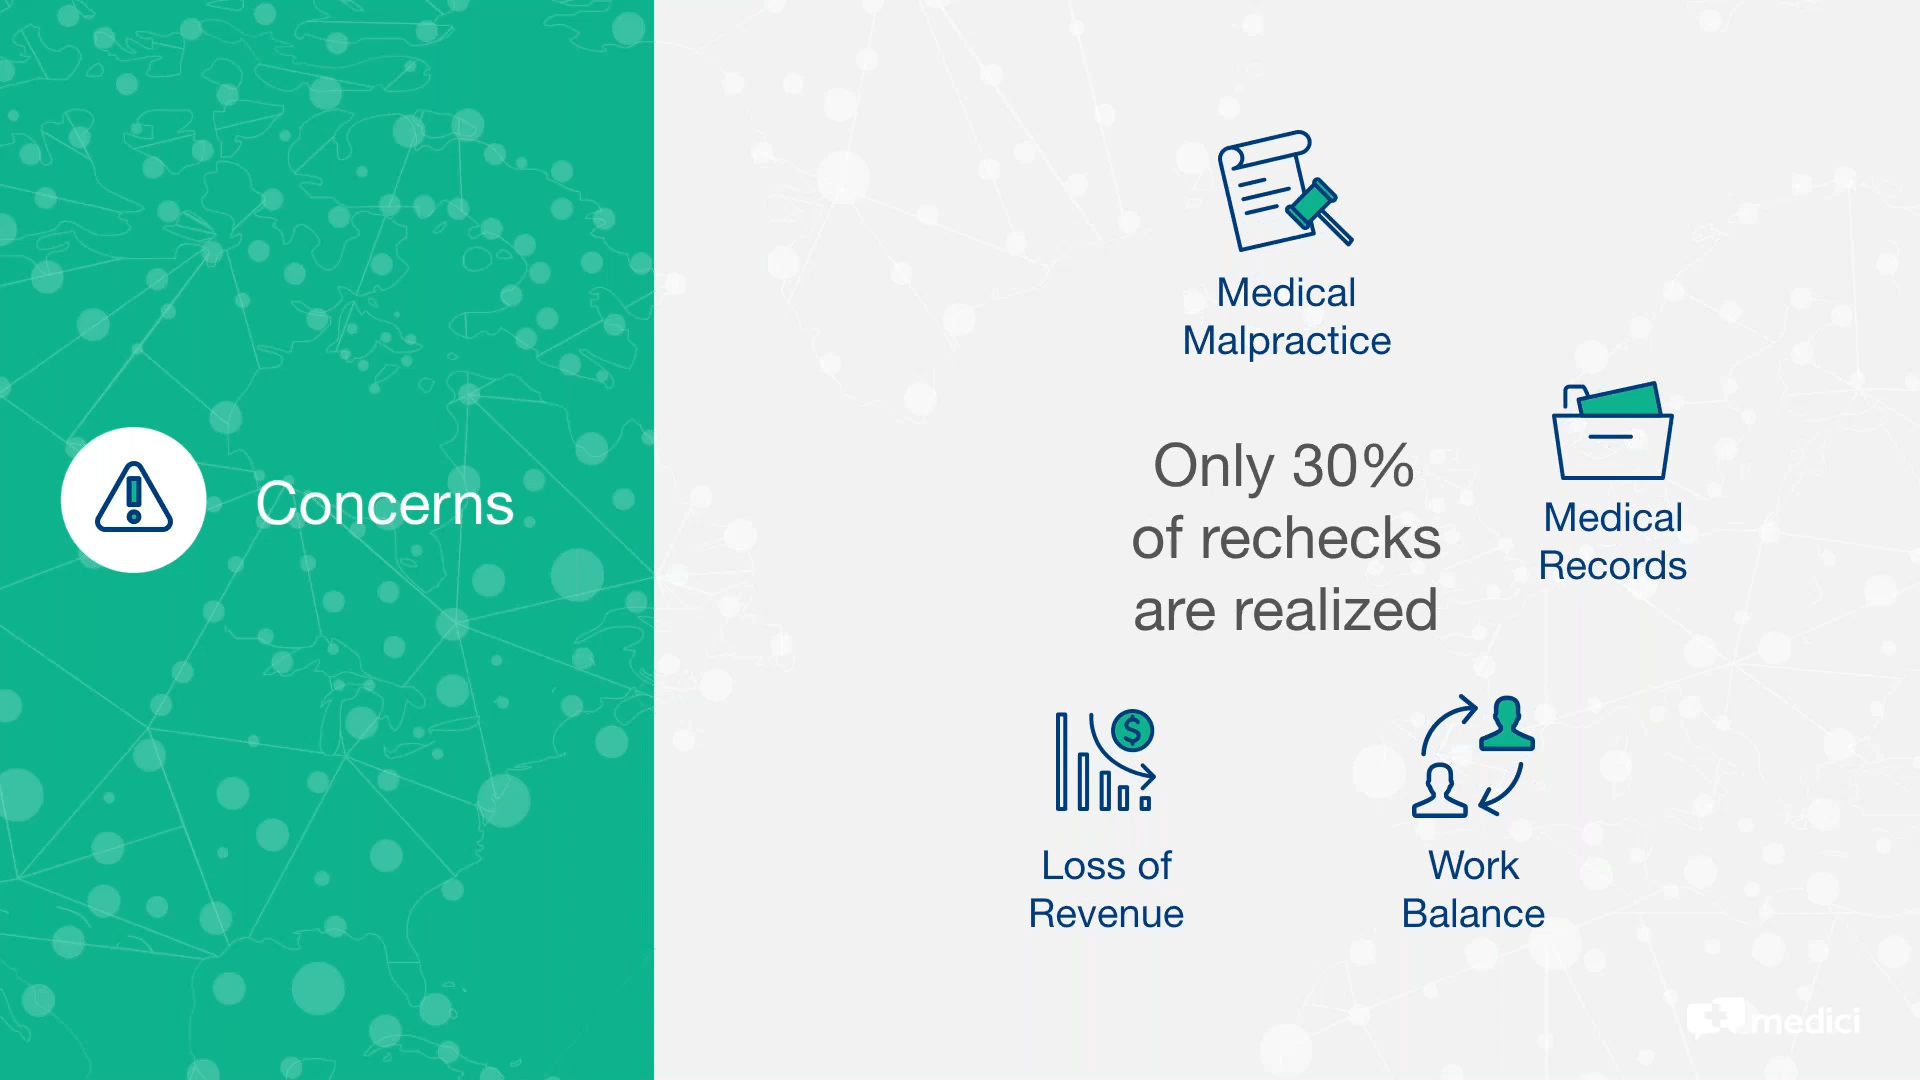 Concerns
Medical
Malpractice
Only 30%
of rechecks
are realized
Medical
Records
Loss of
Revenue
Work
Balance
$
medici